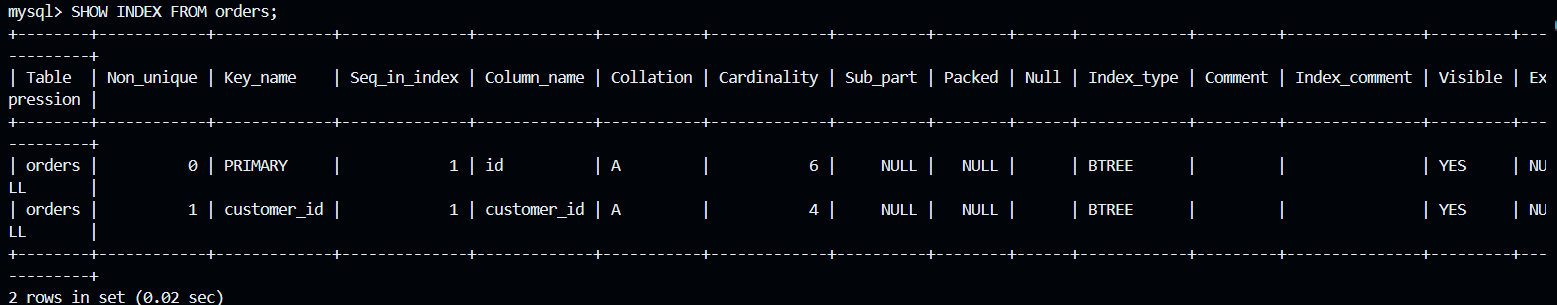 mysql> SHOW INDEX FROM orders;
+--------+------------+-------------+--------------+-------------+-----------+-------------+----------+--------+------+------------+---------+---------------+---------+---
---------+
| Table  | Non_unique | Key_name    | Seq_in_index | Column_name | Collation | Cardinality | Sub_part | Packed | Null | Index_type | Comment | Index_comment | Visible | Ex
pression |
+--------+------------+-------------+--------------+-------------+-----------+-------------+----------+--------+------+------------+---------+---------------+---------+---
---------+
| orders |          0 | PRIMARY     |            1 | id          | A         |           6 |     NULL |   NULL |      | BTREE      |         |               | YES     | NU
LL       |
| orders |          1 | customer_id |            1 | customer_id | A         |           4 |     NULL |   NULL |      | BTREE      |         |               | YES     | NU
LL       |
+--------+------------+-------------+--------------+-------------+-----------+-------------+----------+--------+------+------------+---------+---------------+---------+---
---------+
2 rows in set (0.02 sec)